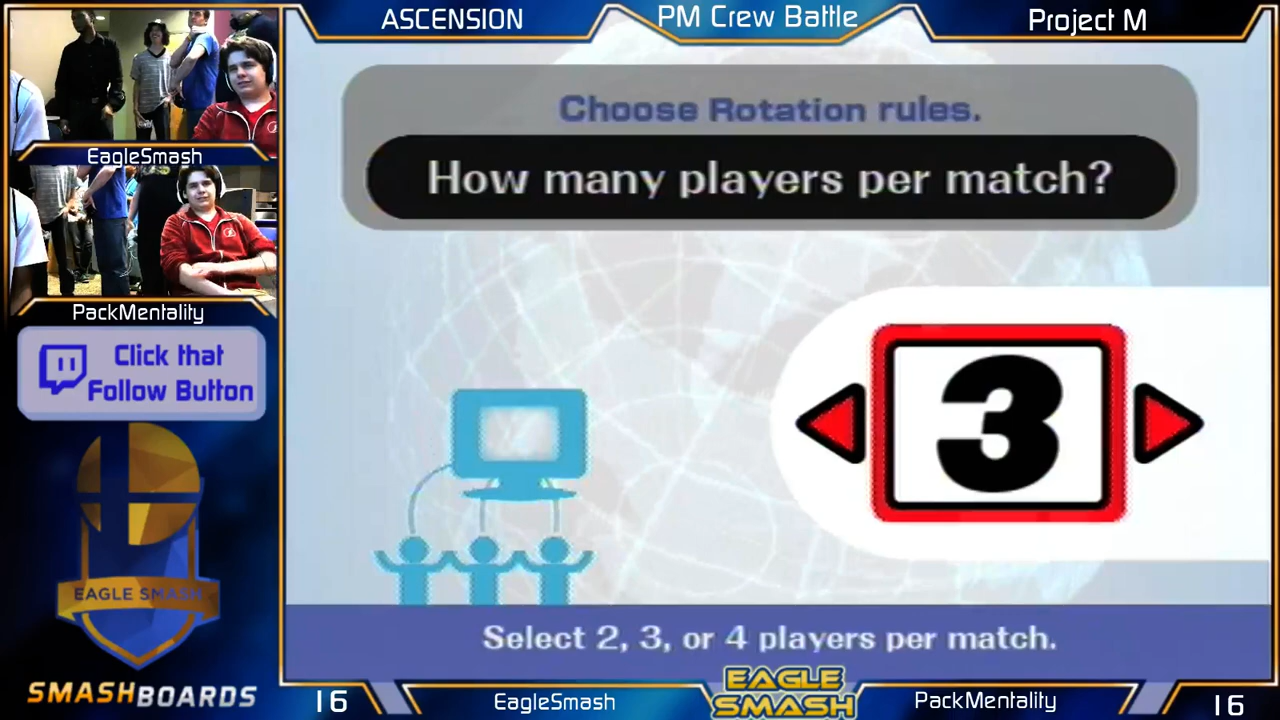 ASCENSION
PM Crew Battle
Project M
Choose Rotation rules.
How many players per match?
EagleSmash
PackMentality
Click that
Follow Button
3
EAGLE SMASH
Select 2, 3, or 4 players per match.
SMASHBOARDS
16
EagleSmash
EAGLE
SMASH
PackMentality
16